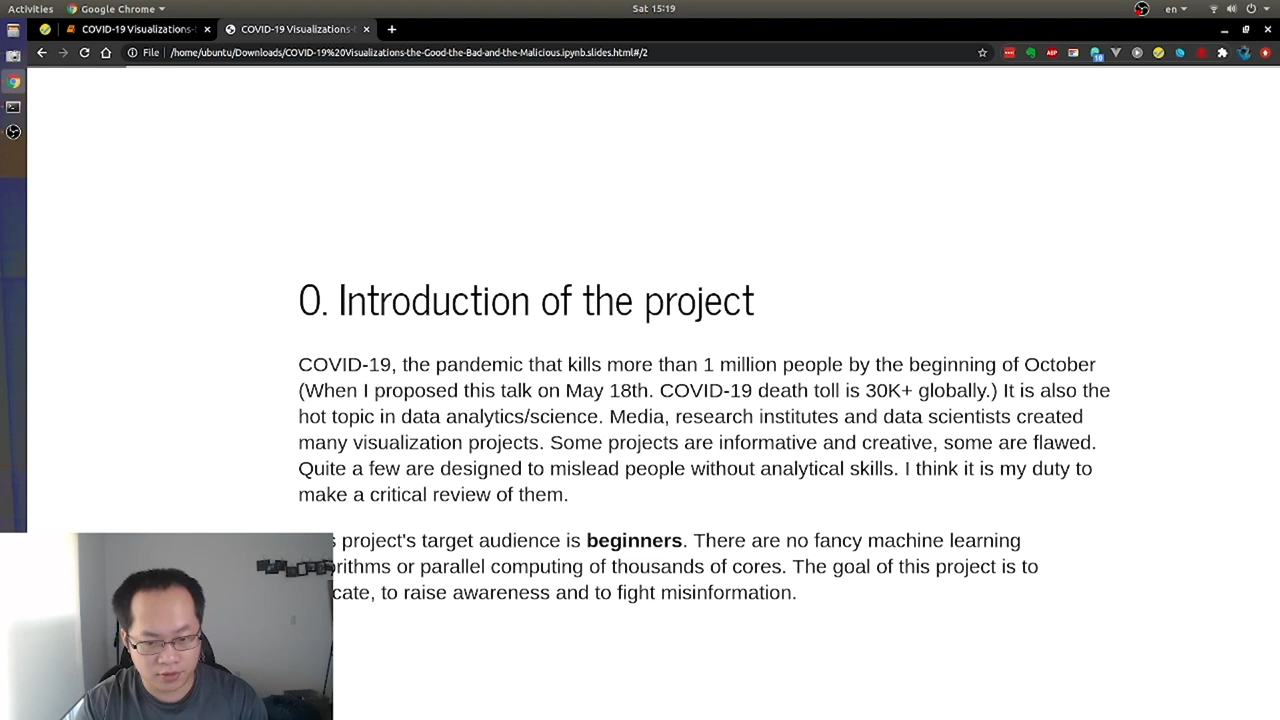 Activities
Google Chrome
Sat 15:19
en
COVID-19 Visualizations-
COVID-19 Visualizations-
File
/home/ubuntu/Downloads/COVID-19%20Visualizations-the-Good-the-Bad-and-the-Malicious.ipynb.slides.html#/2
ABP
10
0. Introduction of the project
COVID-19, the pandemic that kills more than 1 million people by the beginning of October
(When I proposed this talk on May 18th. COVID-19 death toll is 30K+ globally.) It is also the
hot topic in data analytics/science. Media, research institutes and data scientists created
many visualization projects. Some projects are informative and creative, some are flawed.
Quite a few are designed to mislead people without analytical skills. I think it is my duty to
make a critical review of them.
s project's target audience is beginners. There are no fancy machine learning
rithms or parallel computing of thousands of cores. The goal of this project is to
cate, to raise awareness and to fight misinformation.